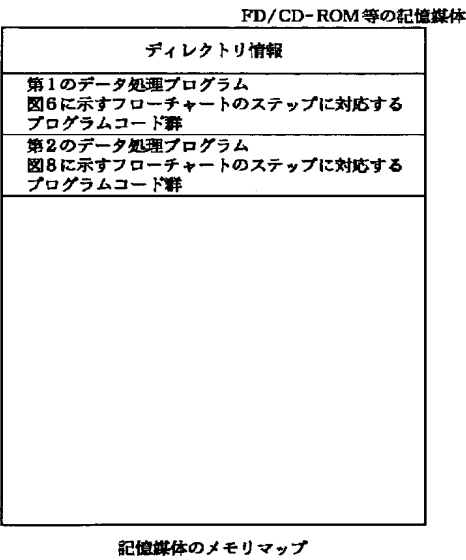 FD/CD-ROM等の記憶媒体
ディレクトリ情報
第1のデータ処理プログラム
図6に示すフローチャートのステップに対応する
プログラムコード群
第2のデータ処理プログラム
図8に示すフローチャートのステップに対応する
プログラムコード群
記憶媒体のメモリマップ